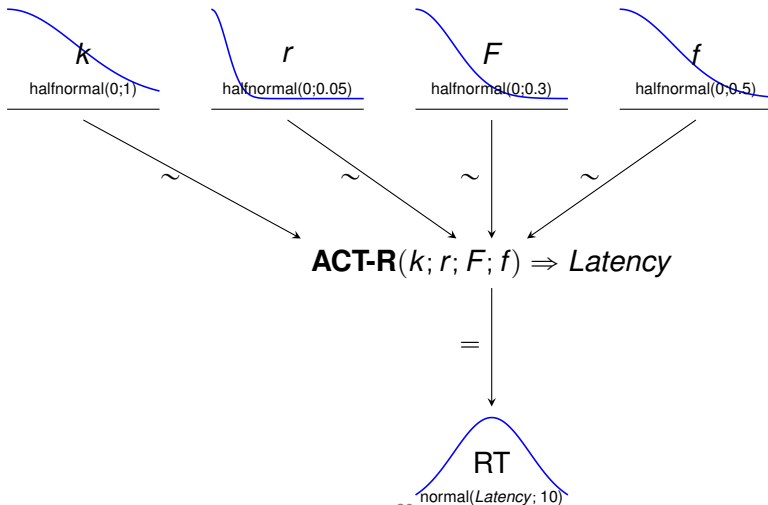 k r F f
halfnormal(0;1) halfnormal(0;0.05) halfnormal(0;0.3) halfnormal(0;0.5)
∼ ∼ ∼ ∼
ACT-R(k; r; F; f) ⇒ Latency
=
RT
normal(Latency; 10)